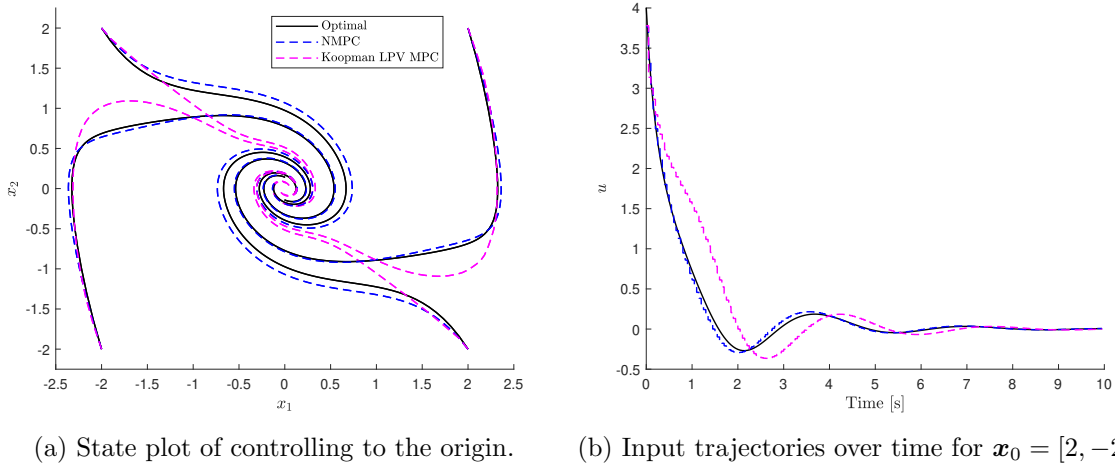 Optimal
NMPC
Koopman LPV MPC
2
1.5
1
0.5
0
-0.5
-1
-1.5
-2
x₂
-2.5 -2 -1.5 -1 -0.5 0 0.5 1 1.5 2 2.5
x₁
(a) State plot of controlling to the origin.
4
3.5
3
2.5
2
1.5
1
0.5
0
-0.5
u
0 1 2 3 4 5 6 7 8 9 10
Time [s]
(b) Input trajectories over time for x₀ = [2, −2